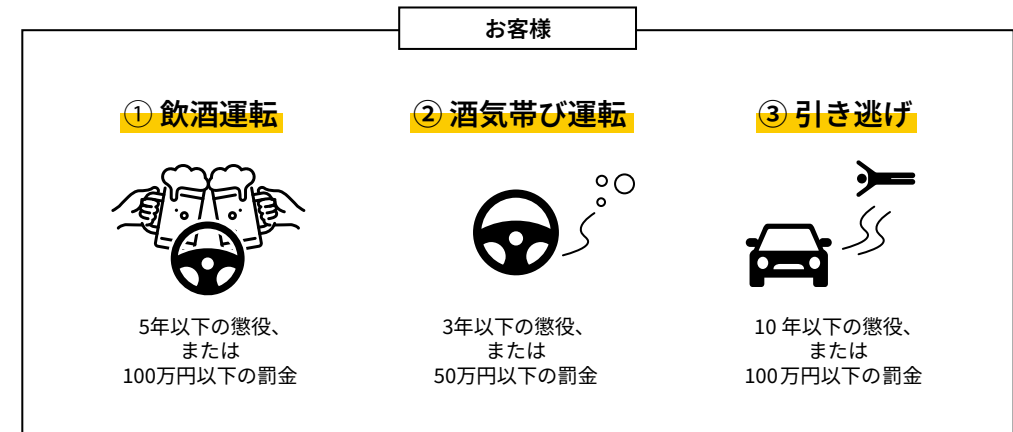 お客様
① 飲酒運転
5年以下の懲役、
または
100万円以下の罰金
② 酒気帯び運転
3年以下の懲役、
または
50万円以下の罰金
③ 引き逃げ
10 年以下の懲役、
または
100万円以下の罰金